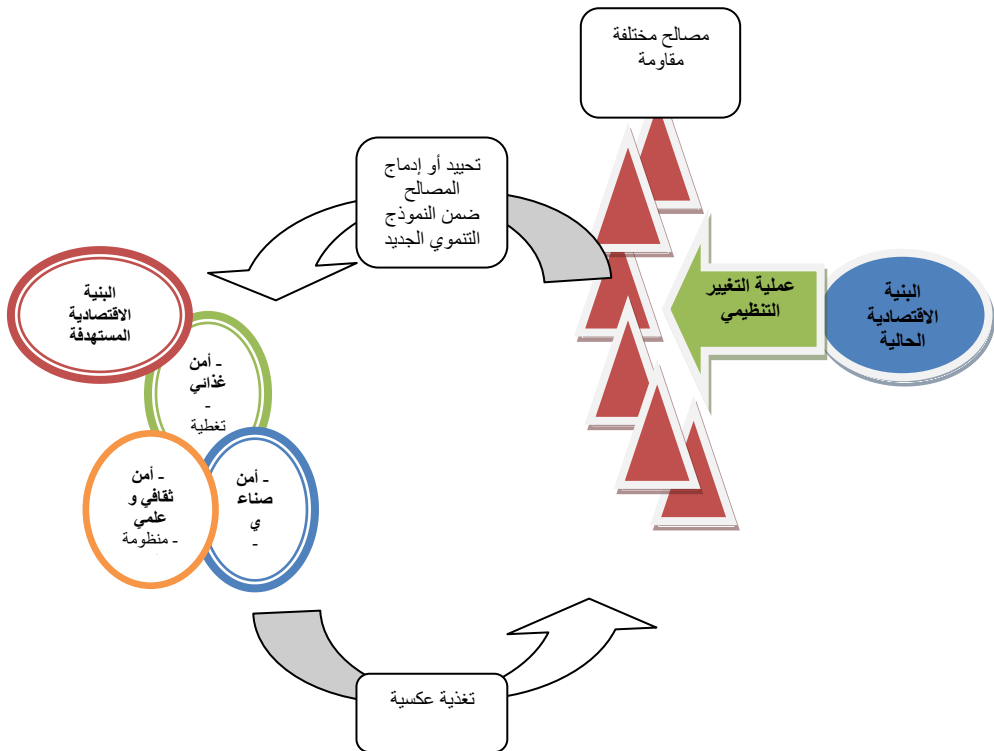 مصالح مختلفة
مقاومة
تحييد أو إدماج
المصالح
ضمن النموذج
التنموي الجديد
عملية التغيير
التنظيمي
البنية
الاقتصادية
الحالية
البنية
الاقتصادية
المستهدفة
- أمن
غذائي
-
تغطية
- أمن
صناع
ي
-
- أمن
ثقافي و
علمي
- منظومة
تغذية عكسية